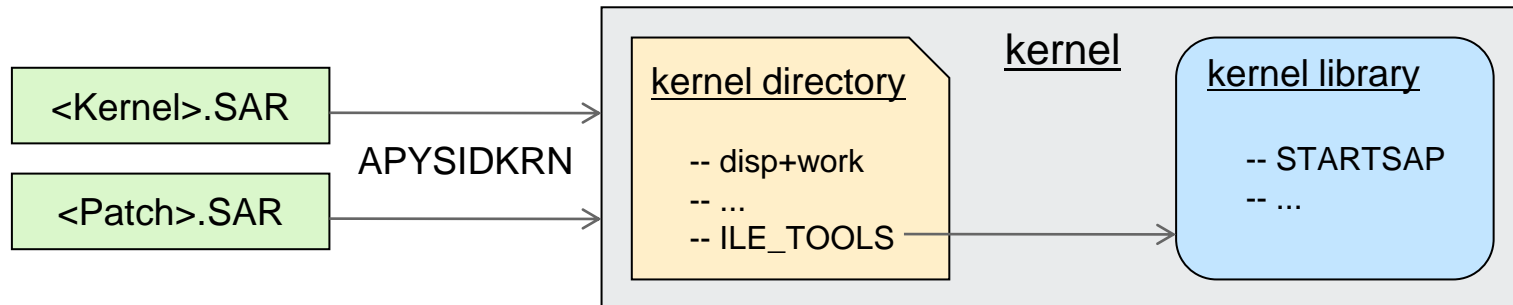 <Kernel>.SAR
APYSIDKRN
<Patch>.SAR
kernel
kernel directory
-- disp+work
-- ...
-- ILE_TOOLS
kernel library
-- STARTSAP
-- ...